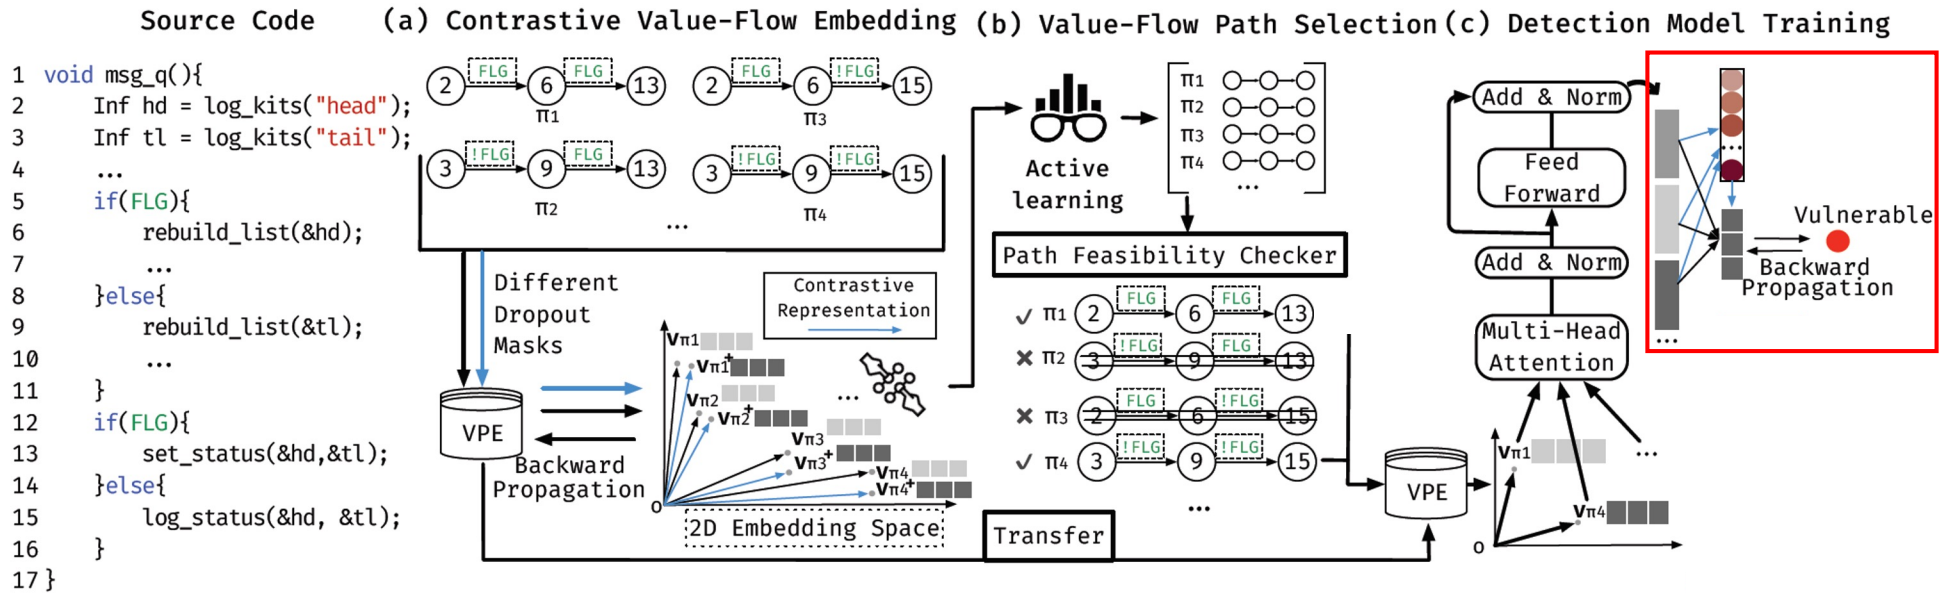 Source Code
(a) Contrastive Value-Flow Embedding
(b) Value-Flow Path Selection
(c) Detection Model Training
1 void msg_q(){
2 Inf hd = log_kits("head");
3 Inf tl = log_kits("tail");
4 ...
5 if(FLG){
6 rebuild_list(&hd);
7 ...
8 }else{
9 rebuild_list(&tl);
10 ...
11 }
12 if(FLG){
13 set_status(&hd,&tl);
14 }else{
15 log_status(&hd, &tl);
16 }
17 }
2 FLG 6 FLG 13
π1
2 FLG 6 !FLG 15
π3
3 !FLG 9 FLG 13
π2
3 !FLG 9 !FLG 15
π4
...
Different
Dropout
Masks
VPE
Backward
Propagation
Contrastive
Representation
Vπ1
Vπ1+
Vπ2
Vπ2+
...
Vπ3
Vπ3+
Vπ4
Vπ4+
O
2D Embedding Space
Active
learning
π1
π2
π3
π4
...
Path Feasibility Checker
✓ π1 2 FLG 6 FLG 13
✗ π2 3 !FLG 9 FLG 13
✗ π3 2 FLG 6 !FLG 15
✓ π4 3 !FLG 9 !FLG 15
...
Transfer
VPE
Vπ1
...
Vπ4
O
Multi-Head
Attention
Add & Norm
Feed
Forward
Add & Norm
...
...
Vulnerable
Backward
Propagation